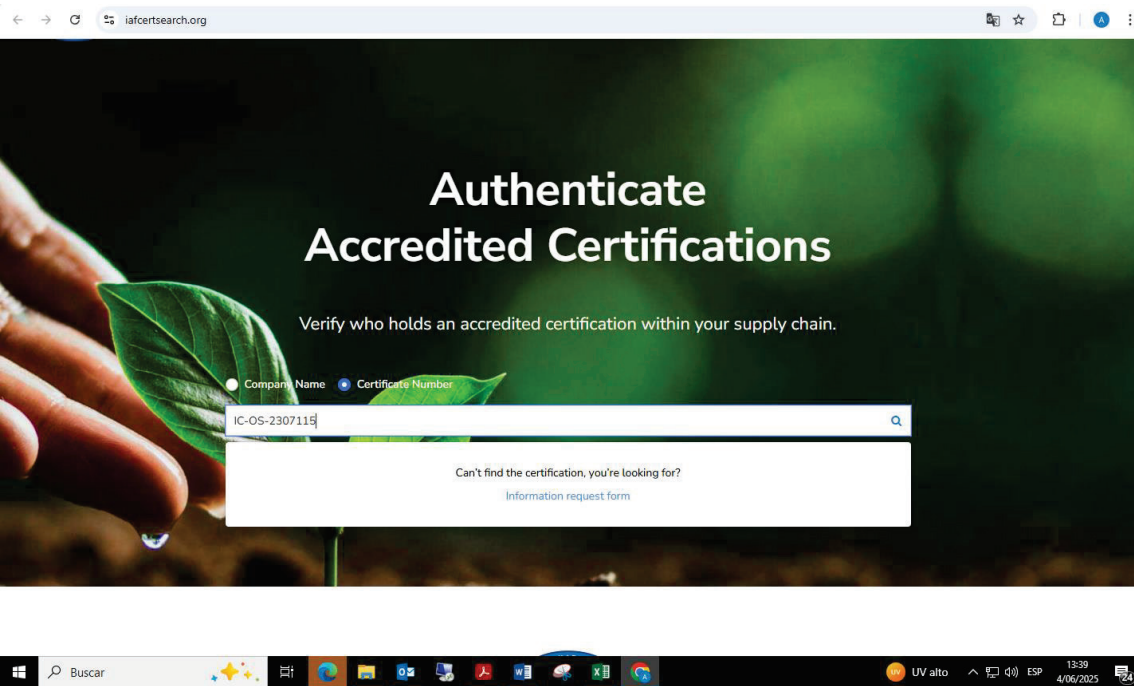 iafcertsearch.org
A
Authenticate
Accredited Certifications
Verify who holds an accredited certification within your supply chain.
Company Name Certificate Number
IC-OS-2307115
Can't find the certification, you're looking for?
Information request form
Buscar
UV alto
ESP
13:39
4/06/2025
24